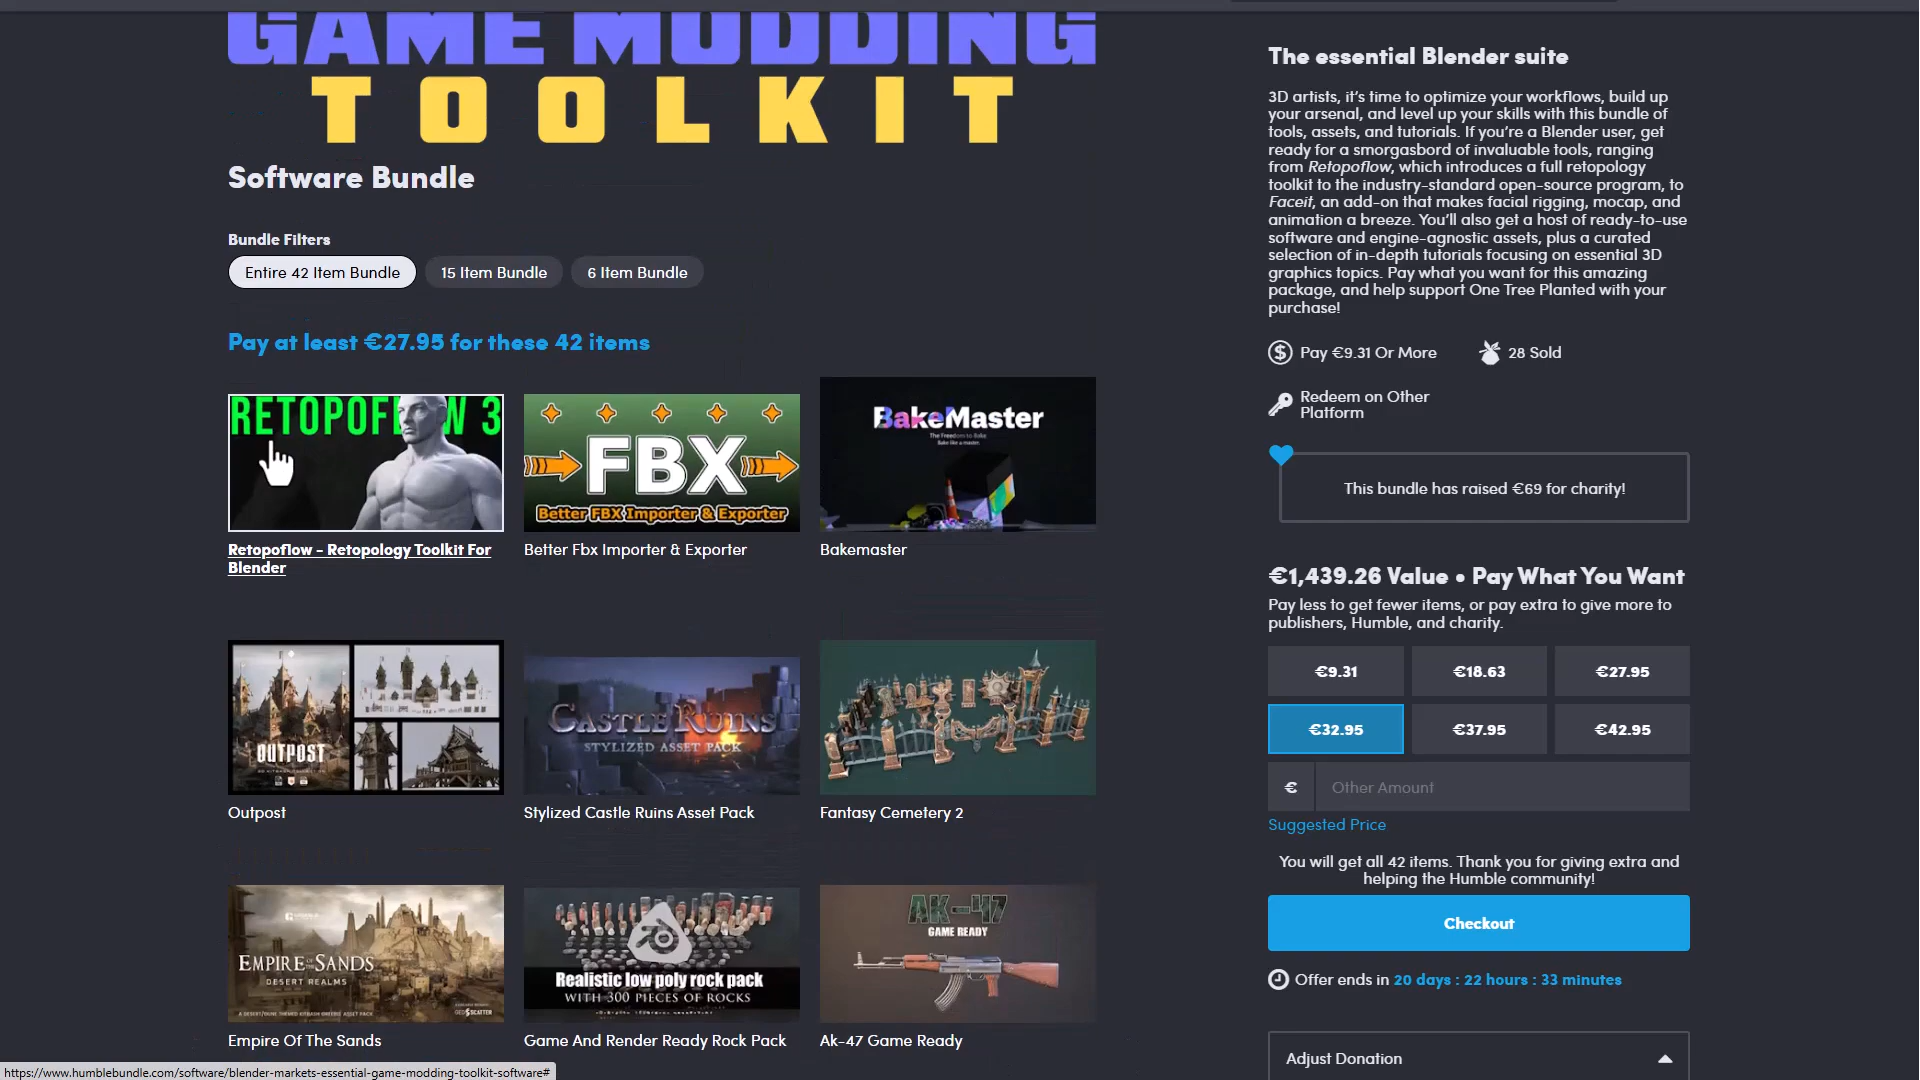 GAME MODDING
TOOLKIT
Software Bundle
Bundle Filters
Entire 42 Item Bundle
15 Item Bundle
6 Item Bundle
Pay at least €27.95 for these 42 items
RETOPOFL W 3
Retopoflow - Retopology Toolkit For
Blender
FBX
Better FBX Importer & Exporter
Better Fbx Importer & Exporter
BakeMaster
The Freedom to Bake
Bake like a master.
Bakemaster
OUTPOST
Outpost
CASTLE RUINS
STYLIZED ASSET PACK
Stylized Castle Ruins Asset Pack
Fantasy Cemetery 2
EMPIRE OF THE SANDS
DESERT REALMS
Empire Of The Sands
Realistic low poly rock pack
WITH 300 PIECES OF ROCKS
Game And Render Ready Rock Pack
AK-47
GAME READY
Ak-47 Game Ready
The essential Blender suite
3D artists, it's time to optimize your workflows, build up
your arsenal, and level up your skills with this bundle of
tools, assets, and tutorials. If you're a Blender user, get
ready for a smorgasbord of invaluable tools, ranging
from Retopoflow, which introduces a full retopology
toolkit to the industry-standard open-source program, to
Faceit, an add-on that makes facial rigging, mocap, and
animation a breeze. You'll also get a host of ready-to-use
software and engine-agnostic assets, plus a curated
selection of in-depth tutorials focusing on essential 3D
graphics topics. Pay what you want for this amazing
package, and help support One Tree Planted with your
purchase!
Pay €9.31 Or More
28 Sold
Redeem on Other
Platform
This bundle has raised €69 for charity!
€1,439.26 Value • Pay What You Want
Pay less to get fewer items, or pay extra to give more to
publishers, Humble, and charity.
€9.31
€18.63
€27.95
€32.95
€37.95
€42.95
€
Other Amount
Suggested Price
You will get all 42 items. Thank you for giving extra and
helping the Humble community!
Checkout
Offer ends in 20 days : 22 hours : 33 minutes
Adjust Donation
https://www.humblebundle.com/software/blender-markets-essential-game-modding-toolkit-software#